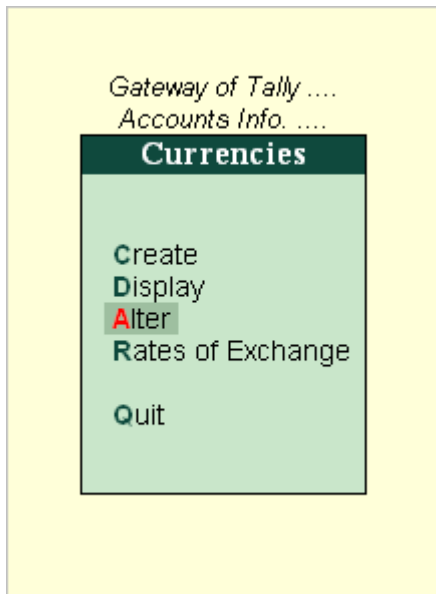 Gateway of Tally ....
Accounts Info. ....
Currencies
Create
Display
Alter
Rates of Exchange
Quit